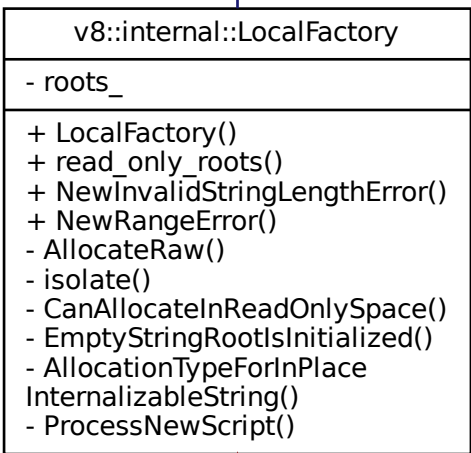 v8::internal::LocalFactory
- roots_
+ LocalFactory()
+ read_only_roots()
+ NewInvalidStringLengthError()
+ NewRangeError()
- AllocateRaw()
- isolate()
- CanAllocateInReadOnlySpace()
- EmptyStringRootIsInitialized()
- AllocationTypeForInPlace
InternalizableString()
- ProcessNewScript()